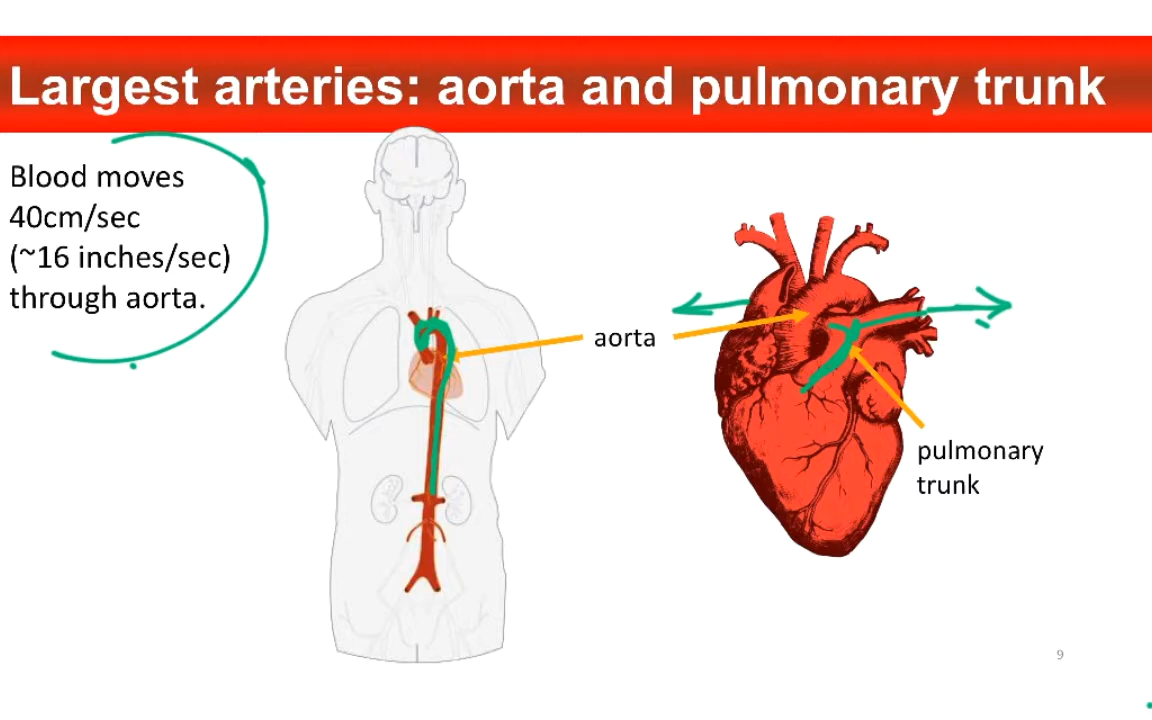 Largest arteries: aorta and pulmonary trunk
Blood moves
40cm/sec
(~16 inches/sec)
through aorta.
aorta
pulmonary
trunk
9